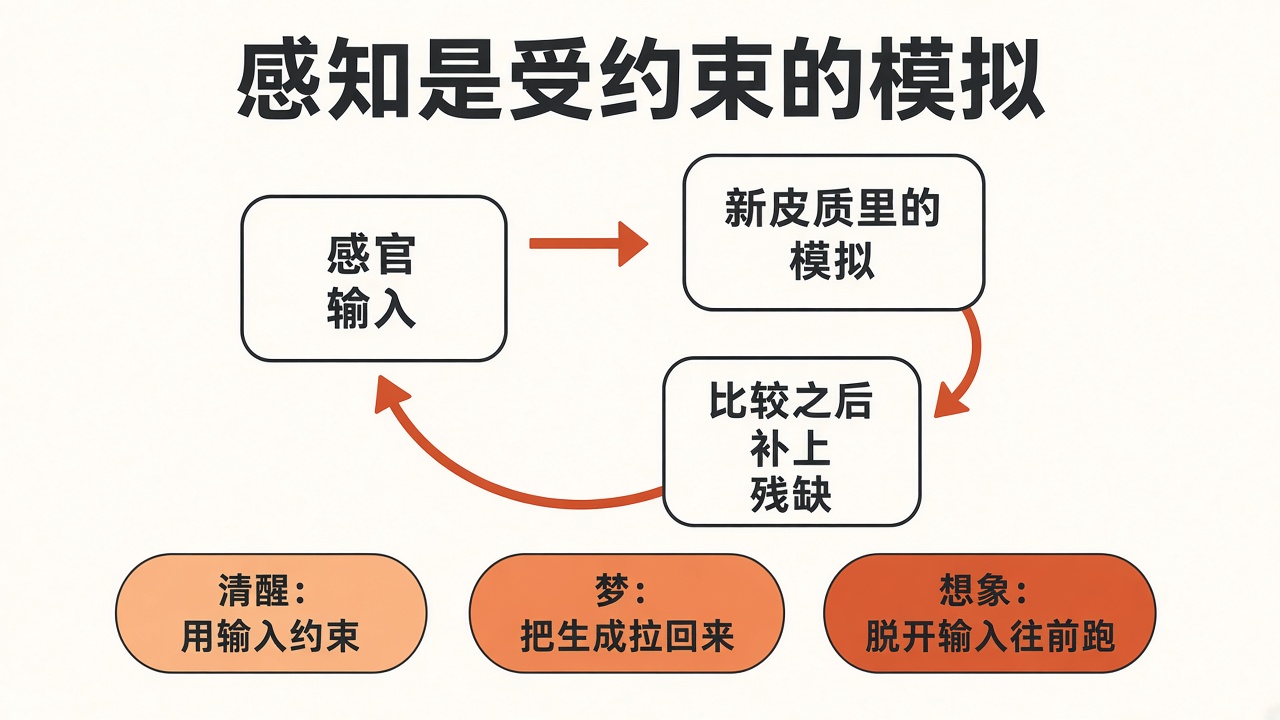 感知是受约束的模拟
感官
输入
新皮质里的
模拟
比较之后
补上
残缺
清醒：
用输入约束
梦：
把生成拉回来
想象：
脱开输入往前跑